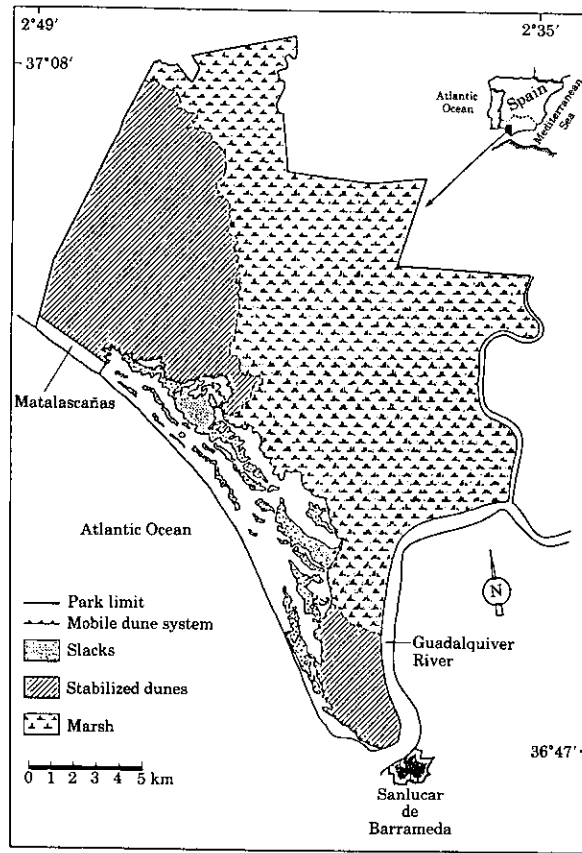 2°49′
2°35′
37°08′
Atlantic
Ocean
Spain
Mediterranean
Sea
Matalascañas
Atlantic Ocean
N
Park limit
Mobile dune system
Slacks
Stabilized dunes
Marsh
0 1 2 3 4 5 km
Guadalquiver
River
36°47′
Sanlucar
de
Barrameda